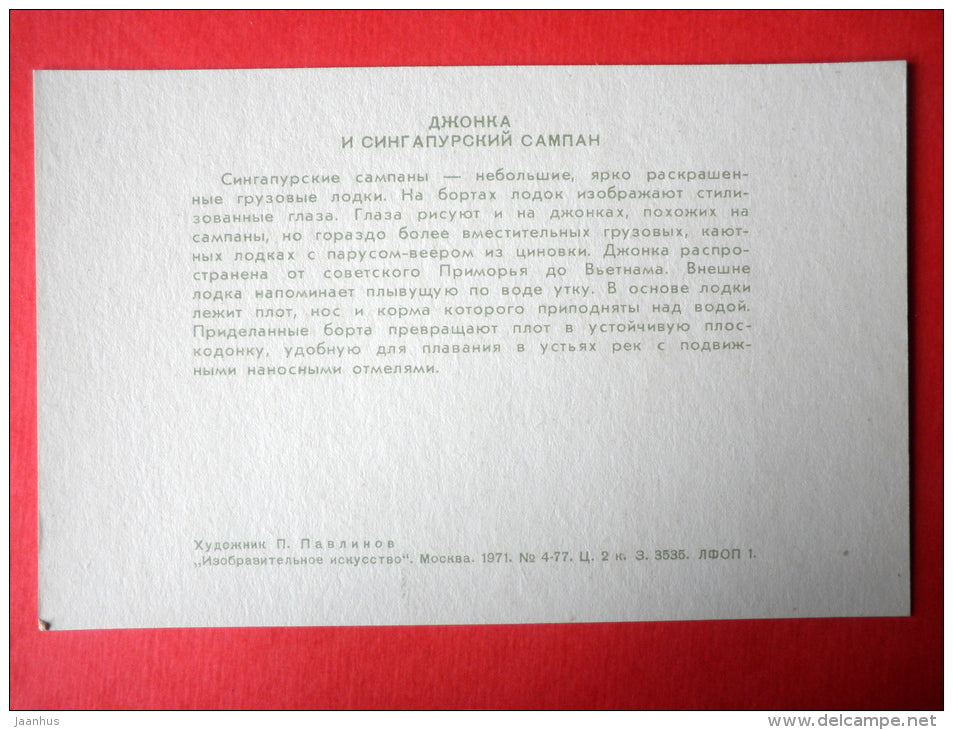 ДЖОНКА
И СИНГАПУРСКИЙ САМПАН
Сингапурские сампаны — небольшие, ярко раскрашен-
ные грузовые лодки. На бортах лодок изображают стили-
зованные глаза. Глаза рисуют и на джонках, похожих на
сампаны, но гораздо более вместительных грузовых, кают-
ных лодках с парусом-веером из циновки. Джонка распро-
странена от советского Приморья до Вьетнама. Внешне
лодка напоминает плывущую по воде утку. В основе лодки
лежит плот, нос и корма которого приподняты над водой.
Приделанные борта превращают плот в устойчивую плос-
кодонку, удобную для плавания в устьях рек с подвиж-
ными наносными отмелями.
Художник П. Павлинов
„Изобразительное искусство“. Москва. 1971. № 4-77. Ц. 2 к. З. 3535. ЛФОП 1.
Jaanhus
www.delcampe.net